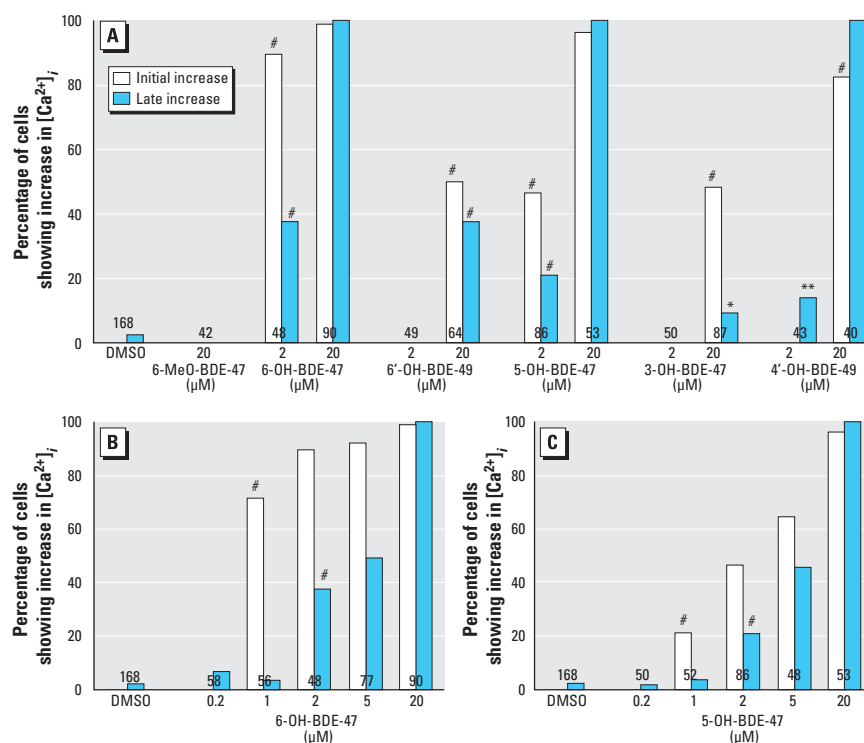 A
Initial increase
Late increase
Percentage of cells
showing increase in [Ca2+]i
100
80
60
40
20
0
# # # # # # # * ** #
168 42 48 90 49 64 86 53 50 87 43 40
DMSO 20 2 20 2 20 2 20 2 20 2 20
6-MeO-BDE-47 6-OH-BDE-47 6′-OH-BDE-49 5-OH-BDE-47 3-OH-BDE-47 4′-OH-BDE-49
(μM) (μM) (μM) (μM) (μM) (μM)
B
Percentage of cells
showing increase in [Ca2+]i
100
80
60
40
20
0
# #
168 58 56 48 77 90
DMSO 0.2 1 2 5 20
6-OH-BDE-47
(μM)
C
Percentage of cells
showing increase in [Ca2+]i
100
80
60
40
20
0
# #
168 50 52 86 48 53
DMSO 0.2 1 2 5 20
5-OH-BDE-47
(μM)